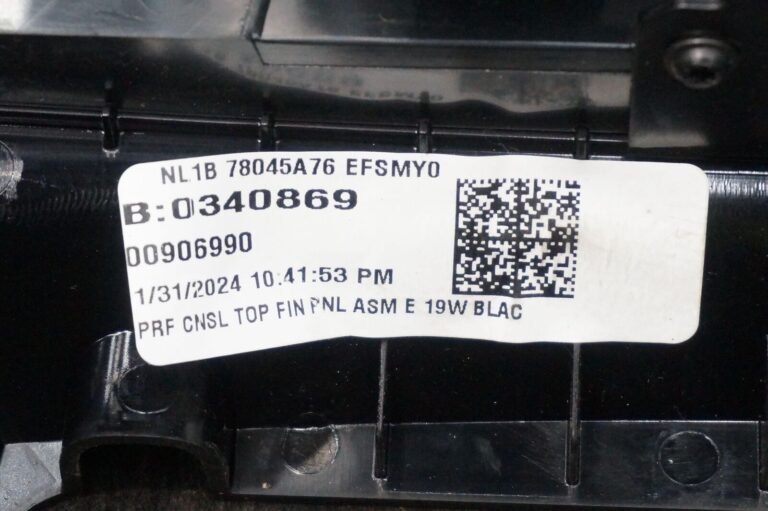 NL1B 78045A76 EFSMY0
B:0340869
00906990
1/31/2024 10:41:53 PM
PRF CNSL TOP FIN PNL ASM E 19W BLAC